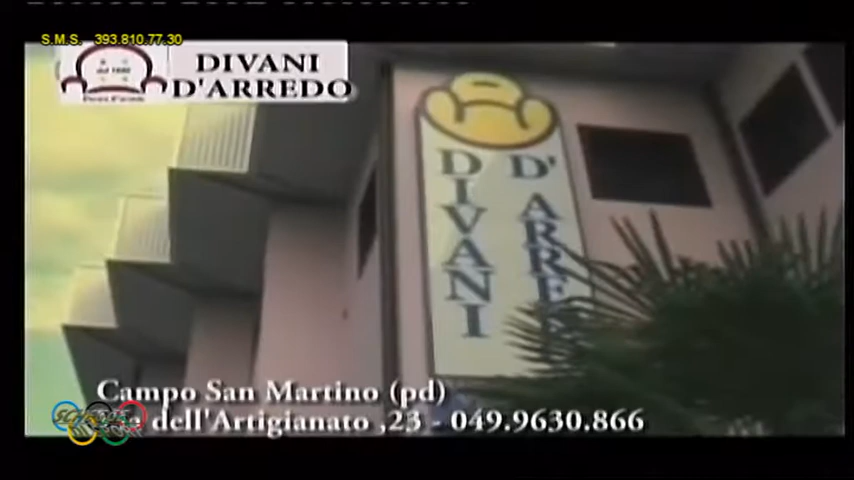 S.M.S. 393.810.77.30
DIVANI
D'ARREDO
DIVANI
D'ARRE
Campo San Martino (pd)
dell'Artigianato ,23 - 049.9630.866